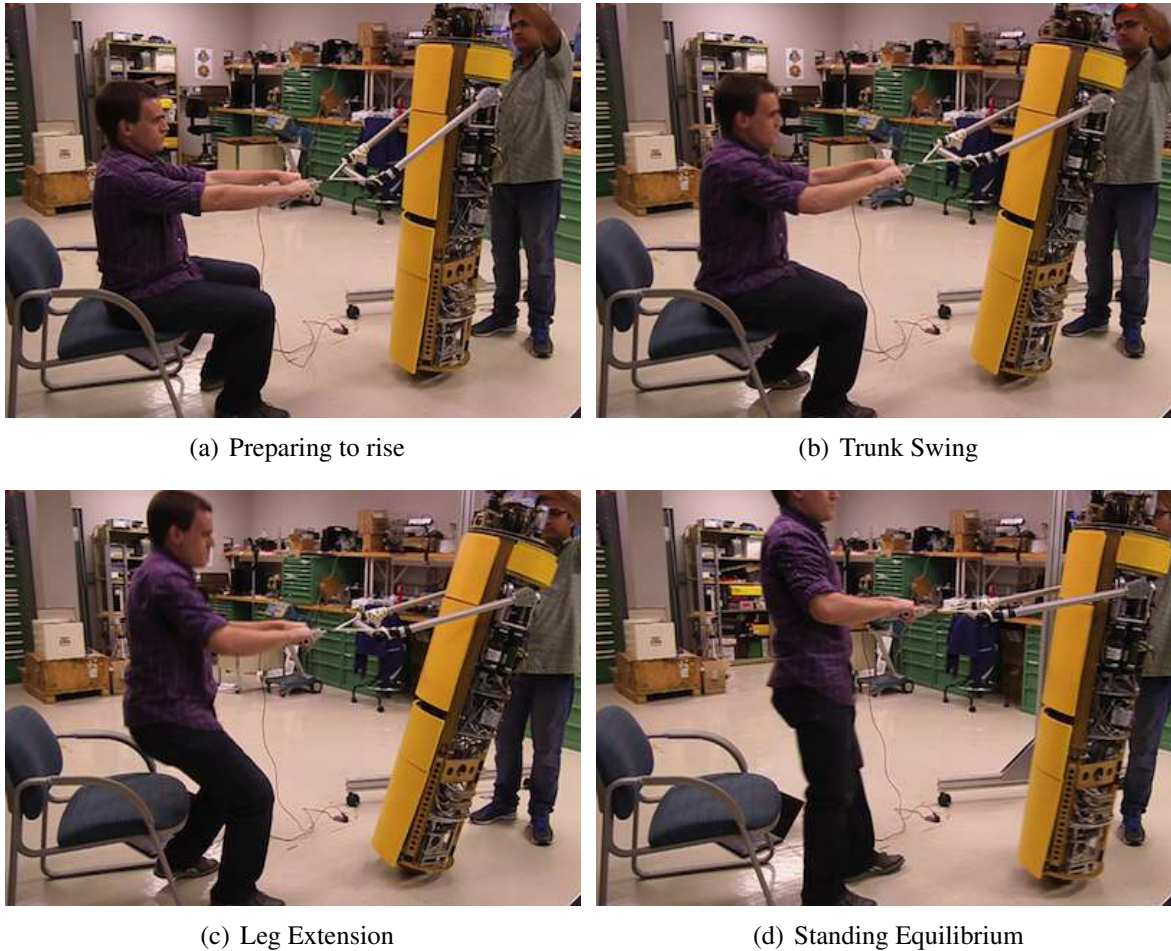 (a) Preparing to rise
(b) Trunk Swing
(c) Leg Extension
(d) Standing Equilibrium